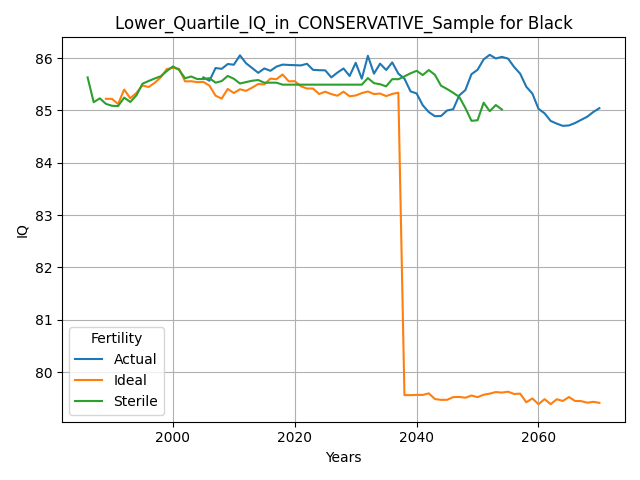 Lower_Quartile_IQ_in_CONSERVATIVE_Sample for Black
IQ
86
85
84
83
82
81
80
Fertility
Actual
Ideal
Sterile
2000
2020
2040
2060
Years